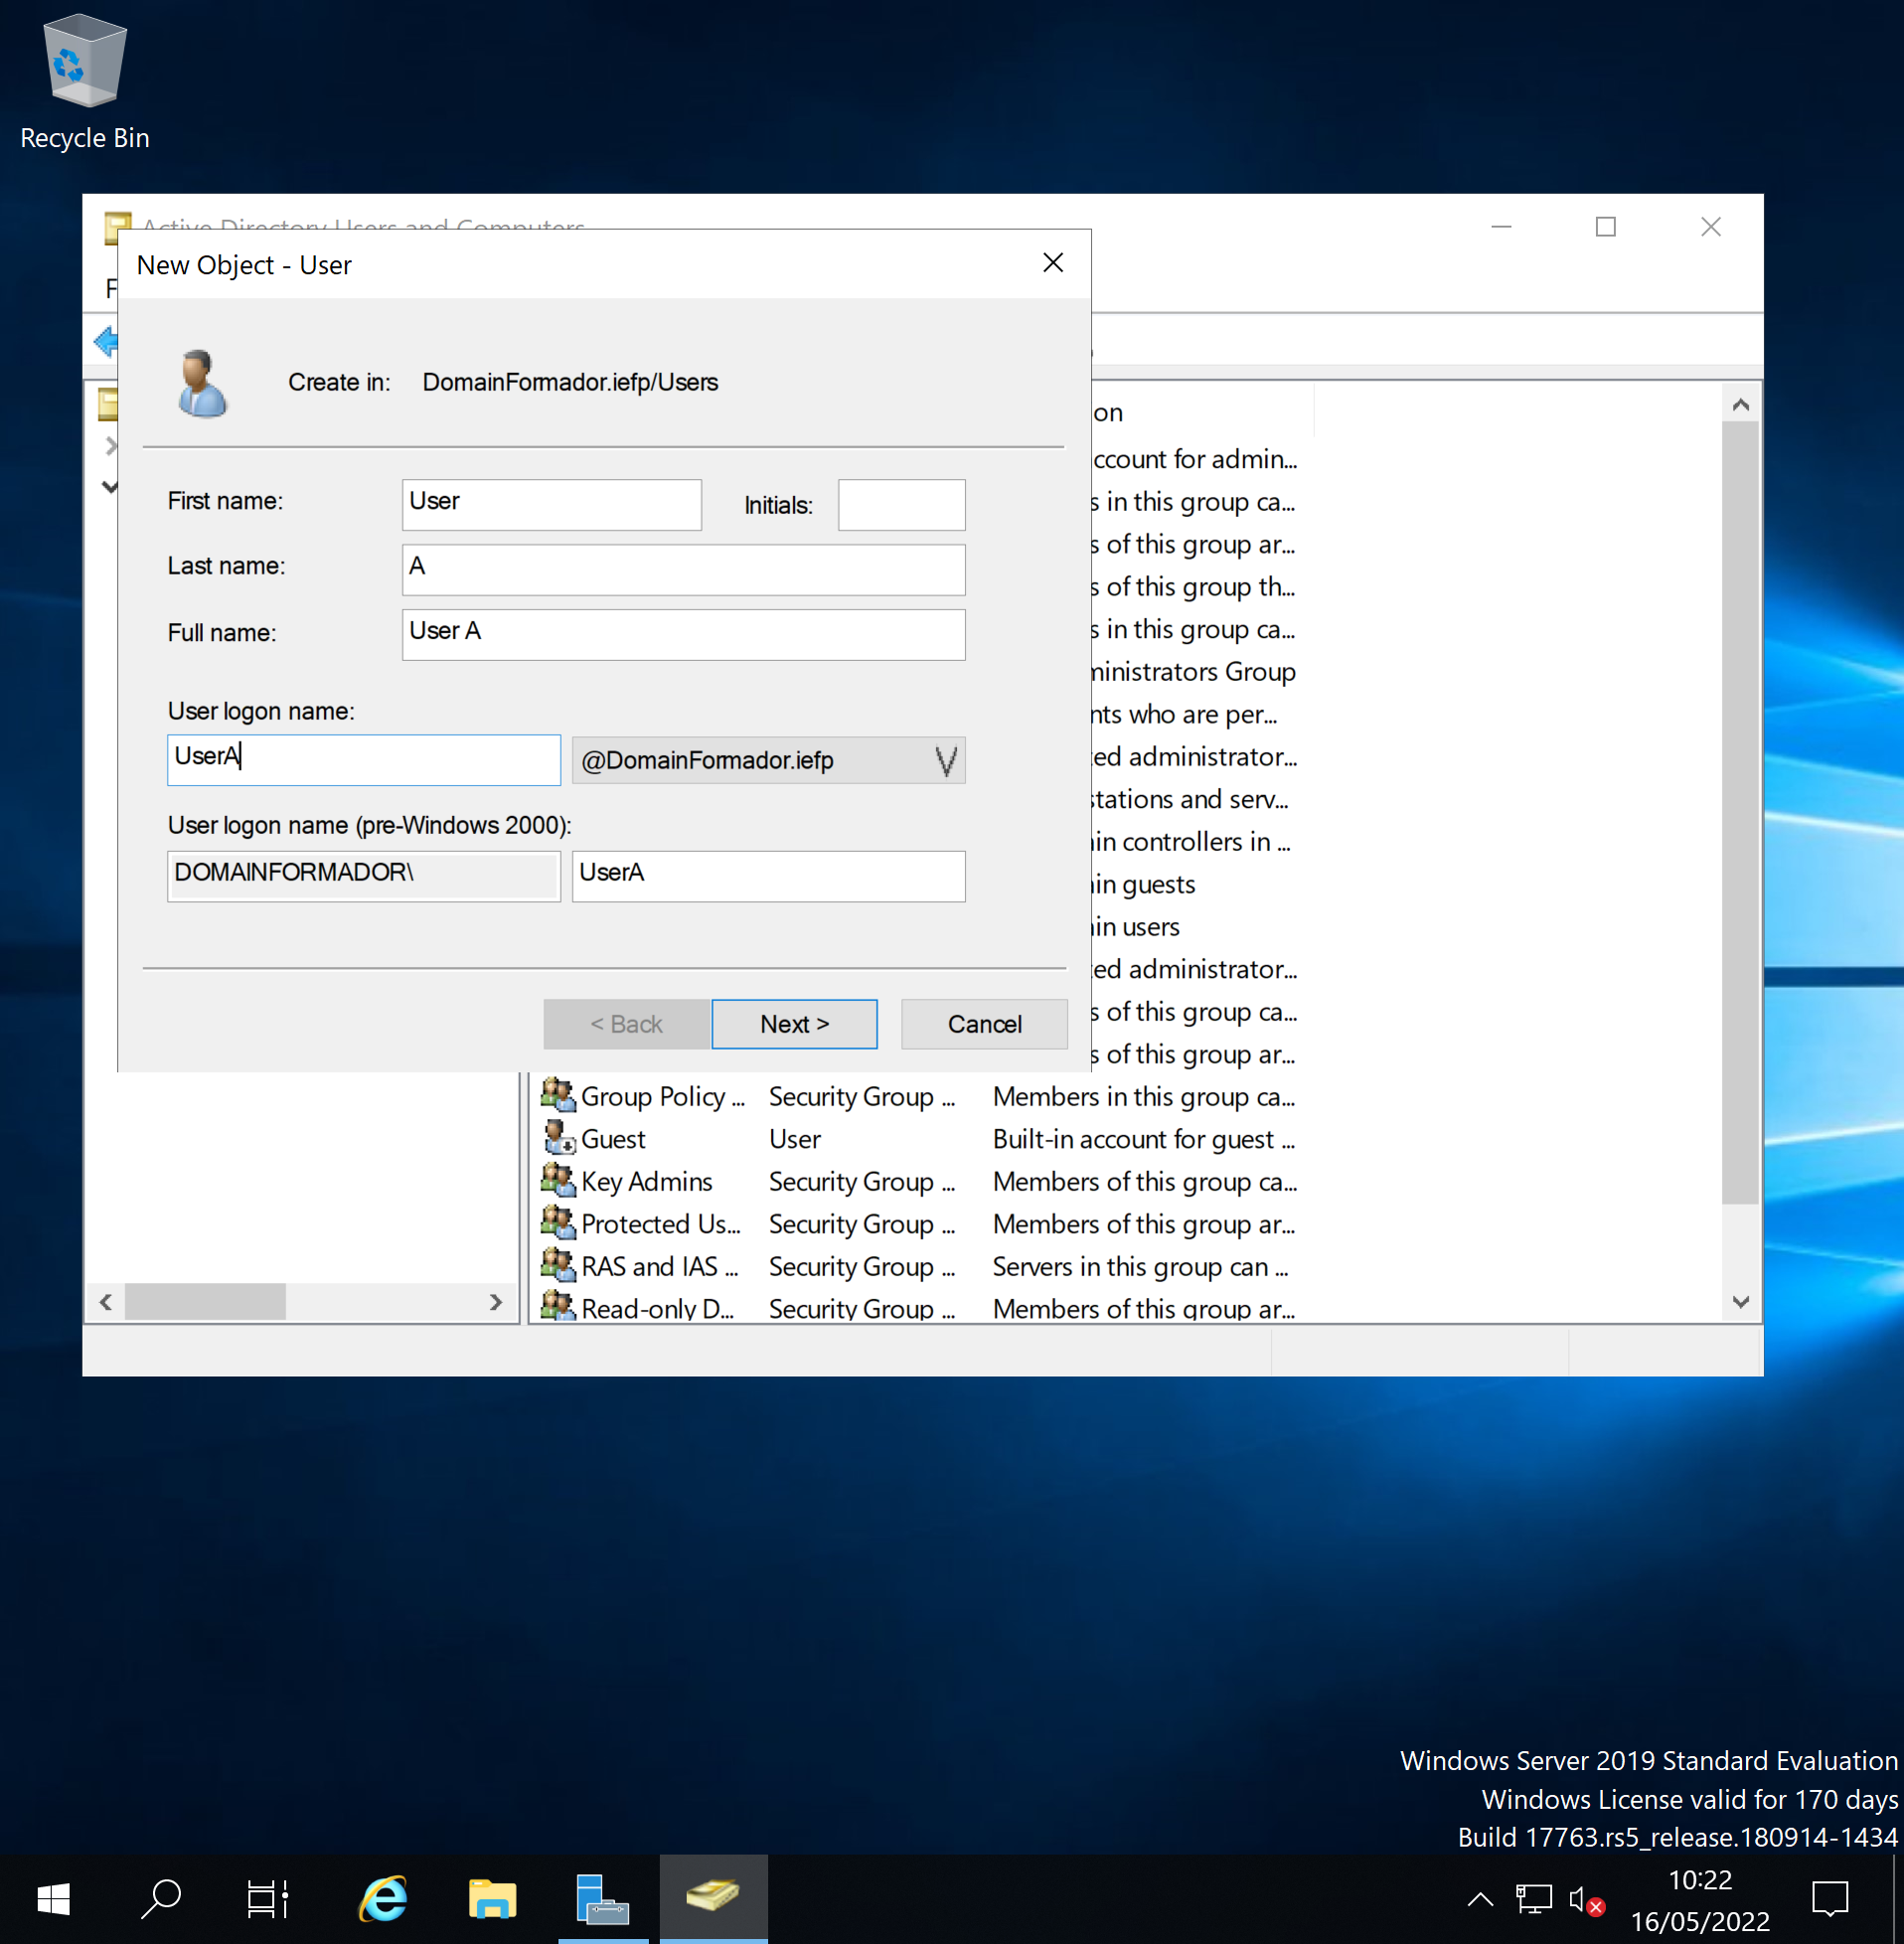 Recycle Bin
Active Directory Users and Computers
New Object - User
F
Create in: DomainFormador.iefp/Users
on
ccount for admin...
First name: User Initials:
s in this group ca...
s of this group ar...
Last name: A
s of this group th...
Full name: User A
s in this group ca...
ministrators Group
User logon name:
nts who are per...
UserA @DomainFormador.iefp
ted administrator...
stations and serv...
User logon name (pre-Windows 2000):
in controllers in ...
DOMAINFORMADOR\ UserA
in guests
in users
ted administrator...
s of this group ca...
< Back Next > Cancel
s of this group ar...
Group Policy ... Security Group ... Members in this group ca...
Guest User Built-in account for guest ...
Key Admins Security Group ... Members of this group ca...
Protected Us... Security Group ... Members of this group ar...
RAS and IAS ... Security Group ... Servers in this group can ...
Read-only D... Security Group ... Members of this group ar...
Windows Server 2019 Standard Evaluation
Windows License valid for 170 days
Build 17763.rs5_release.180914-1434
10:22
16/05/2022